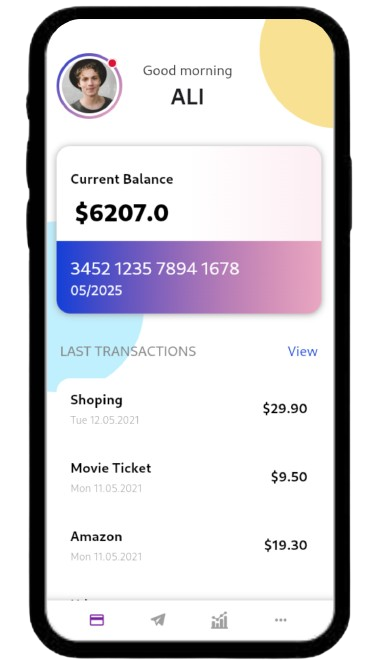 Good morning
ALI
Current Balance
$6207.0
3452 1235 7894 1678
05/2025
LAST TRANSACTIONS View
Shoping
$29.90
Tue 12.05.2021
Movie Ticket
$9.50
Mon 11.05.2021
Amazon
$19.30
Mon 11.05.2021